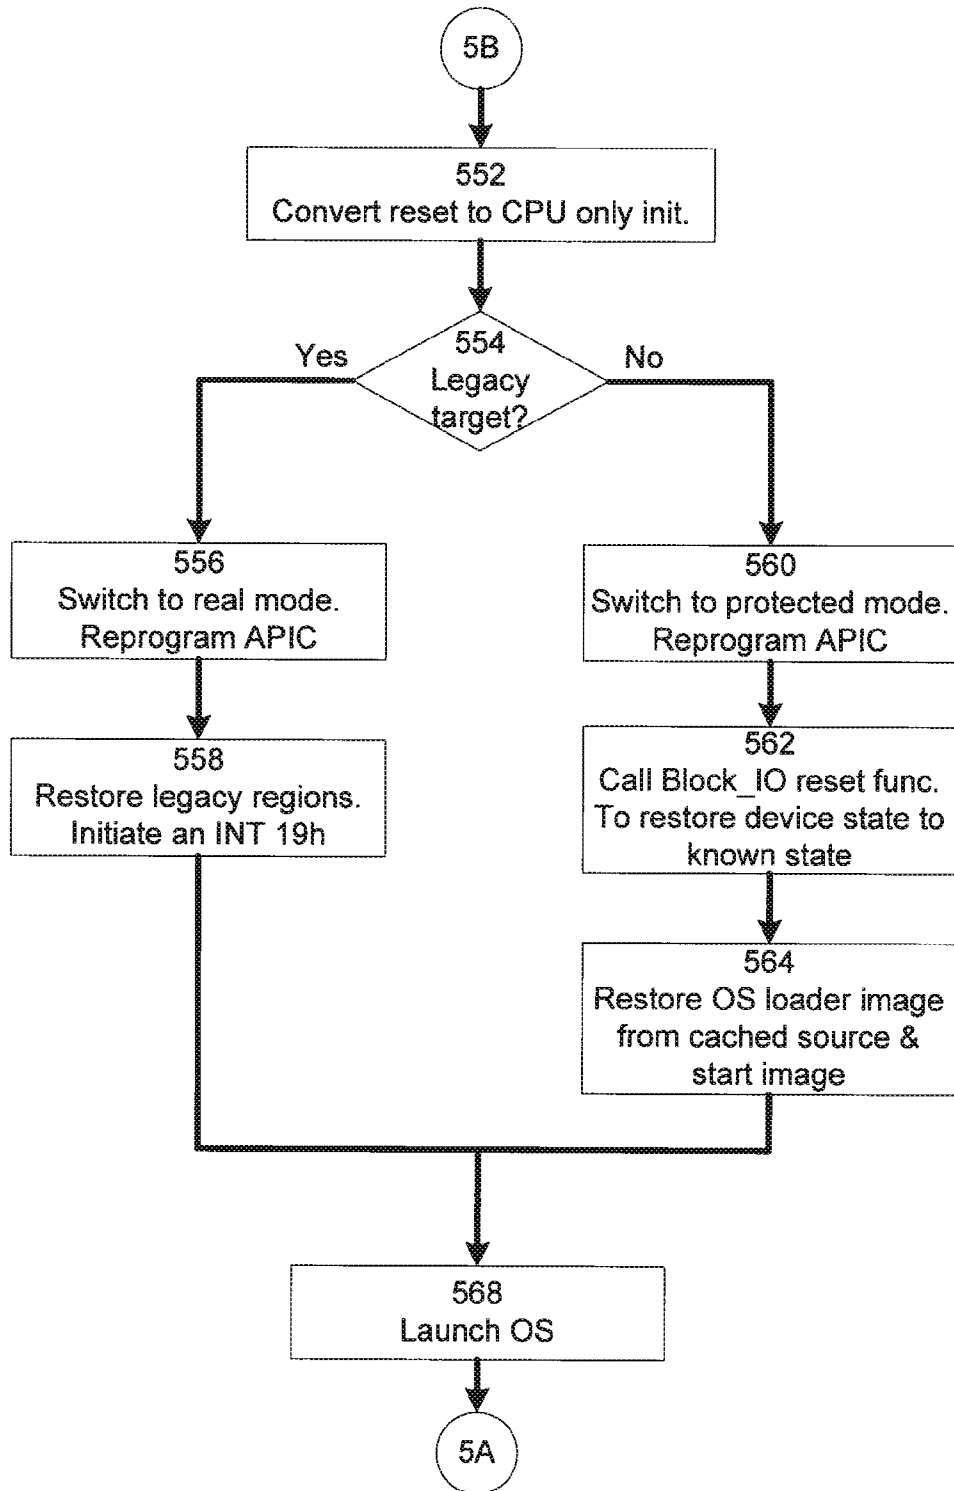 5B
552
Convert reset to CPU only init.
554
Legacy
target?
Yes
No
556
Switch to real mode.
Reprogram APIC
560
Switch to protected mode.
Reprogram APIC
558
Restore legacy regions.
Initiate an INT 19h
562
Call Block_IO reset func.
To restore device state to
known state
564
Restore OS loader image
from cached source &
start image
568
Launch OS
5A